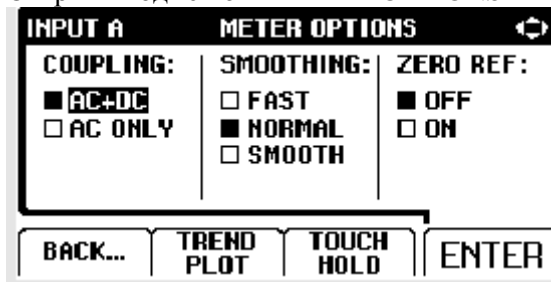 INPUT A METER OPTIONS
COUPLING: SMOOTHING: ZERO REF:
■ AC+DC □ FAST ■ OFF
□ AC ONLY ■ NORMAL □ ON
□ SMOOTH
BACK... TREND PLOT TOUCH HOLD ENTER